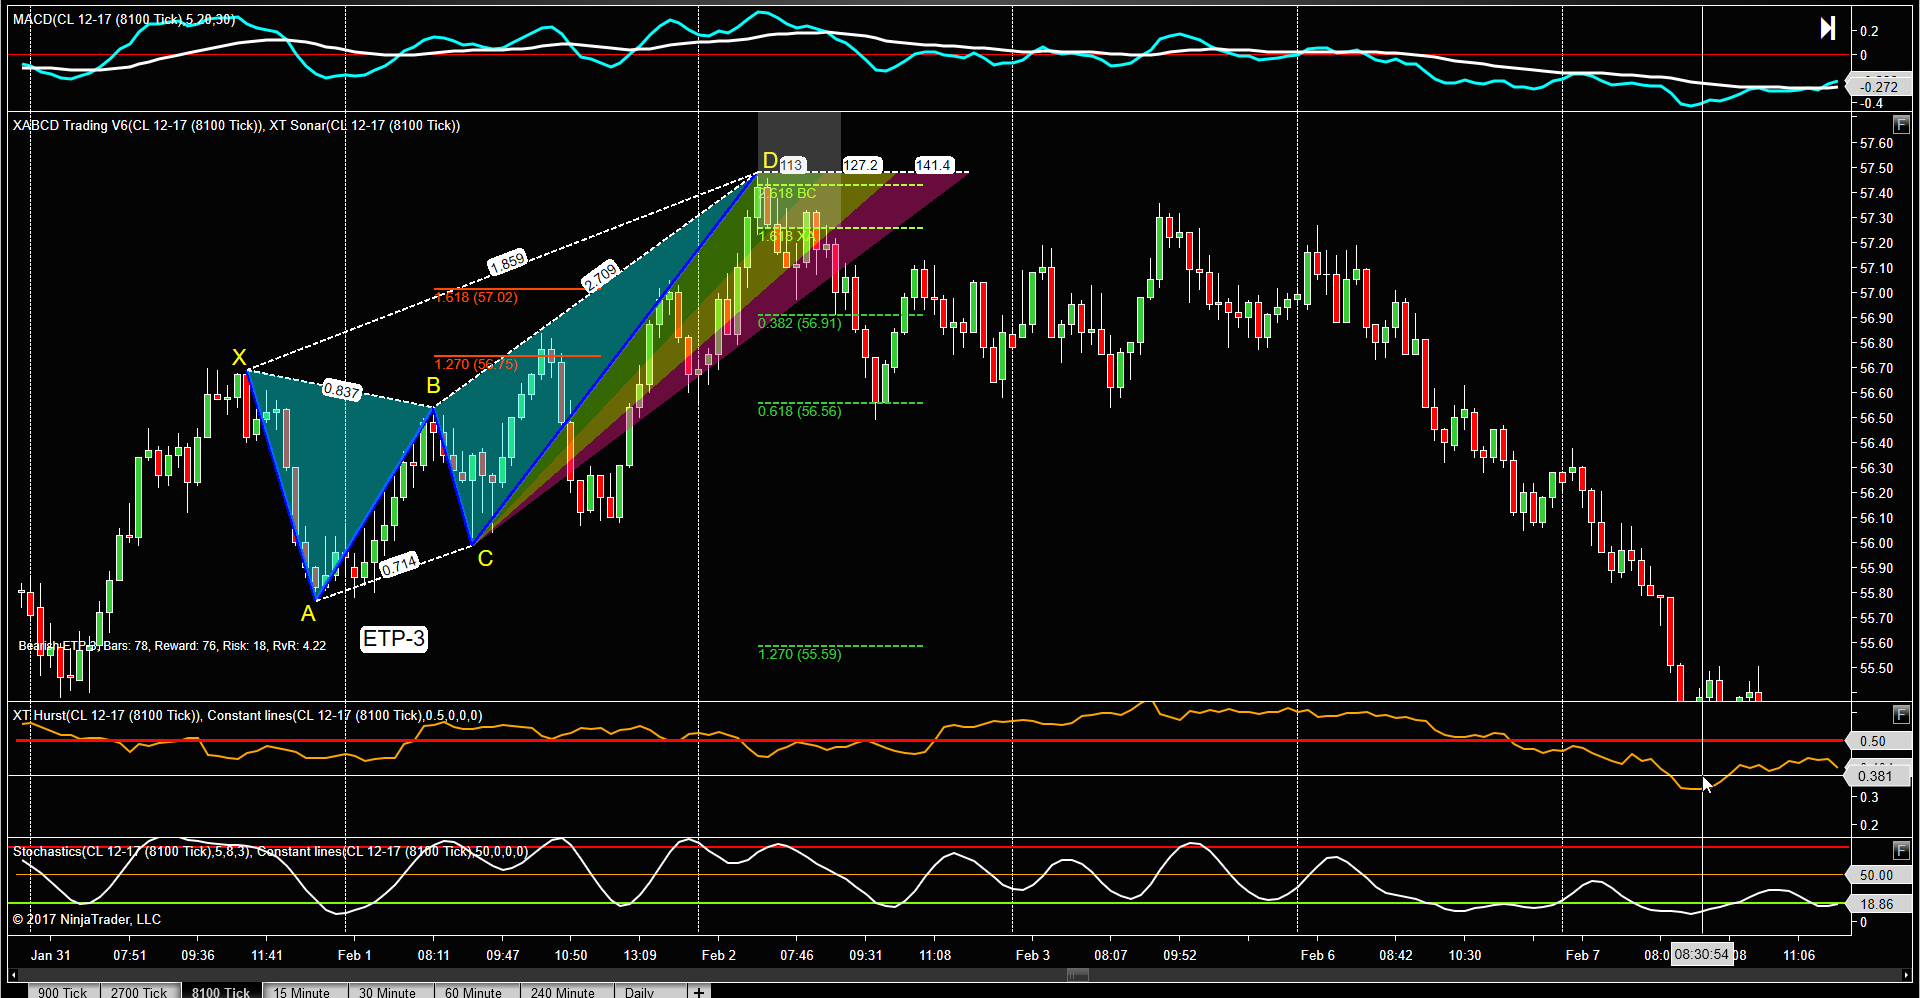 MACD(CL 12-17 (8100 Tick),5,20,30)
0.2
0
-0.272
-0.4
XABCD Trading V6(CL 12-17 (8100 Tick)), XT Sonar(CL 12-17 (8100 Tick))
F
57.60
57.50
57.40
57.30
57.20
57.10
57.00
56.90
56.80
56.70
56.60
56.50
56.40
56.30
56.20
56.10
56.00
55.90
55.80
55.70
55.60
55.50
D
113
127.2
141.4
2.618 BC
1.618 XA
1.859
2.709
1.618 (57.02)
0.382 (56.91)
X
1.270 (56.75)
B
0.837
0.618 (56.56)
C
0.714
A
ETP-3
Bearish ETP-3, Bars: 78, Reward: 76, Risk: 18, RvR: 4.22
1.270 (55.59)
XT Hurst(CL 12-17 (8100 Tick)), Constant lines(CL 12-17 (8100 Tick),0.5,0,0,0)
F
0.50
0.381
0.3
0.2
Stochastics(CL 12-17 (8100 Tick),5,8,3), Constant lines(CL 12-17 (8100 Tick),50,0,0,0)
F
50.00
18.86
0
© 2017 NinjaTrader, LLC
Jan 31 07:51 09:36 11:41 Feb 1 08:11 09:47 10:50 13:09 Feb 2 07:46 09:31 11:08 Feb 3 08:07 09:52 Feb 6 08:42 10:30 Feb 7 08:30:54 11:06
900 Tick 2700 Tick 8100 Tick 15 Minute 30 Minute 60 Minute 240 Minute Daily +